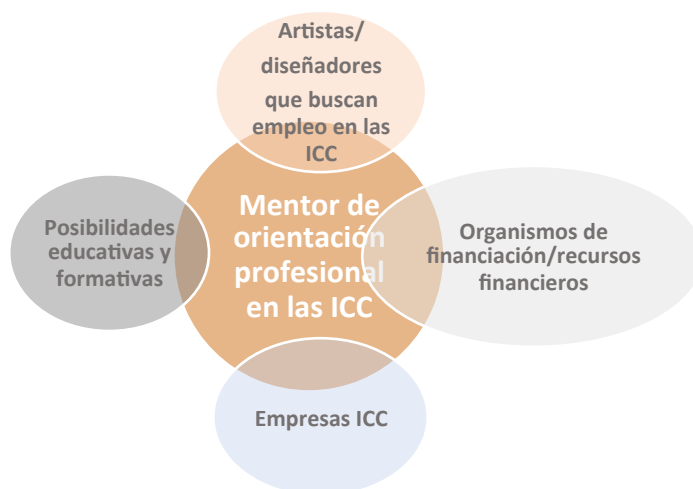 Artistas/
diseñadores
que buscan
empleo en las
ICC
Mentor de
orientación
profesional
en las ICC
Posibilidades
educativas y
formativas
Organismos de
financiación/recursos
financieros
Empresas ICC